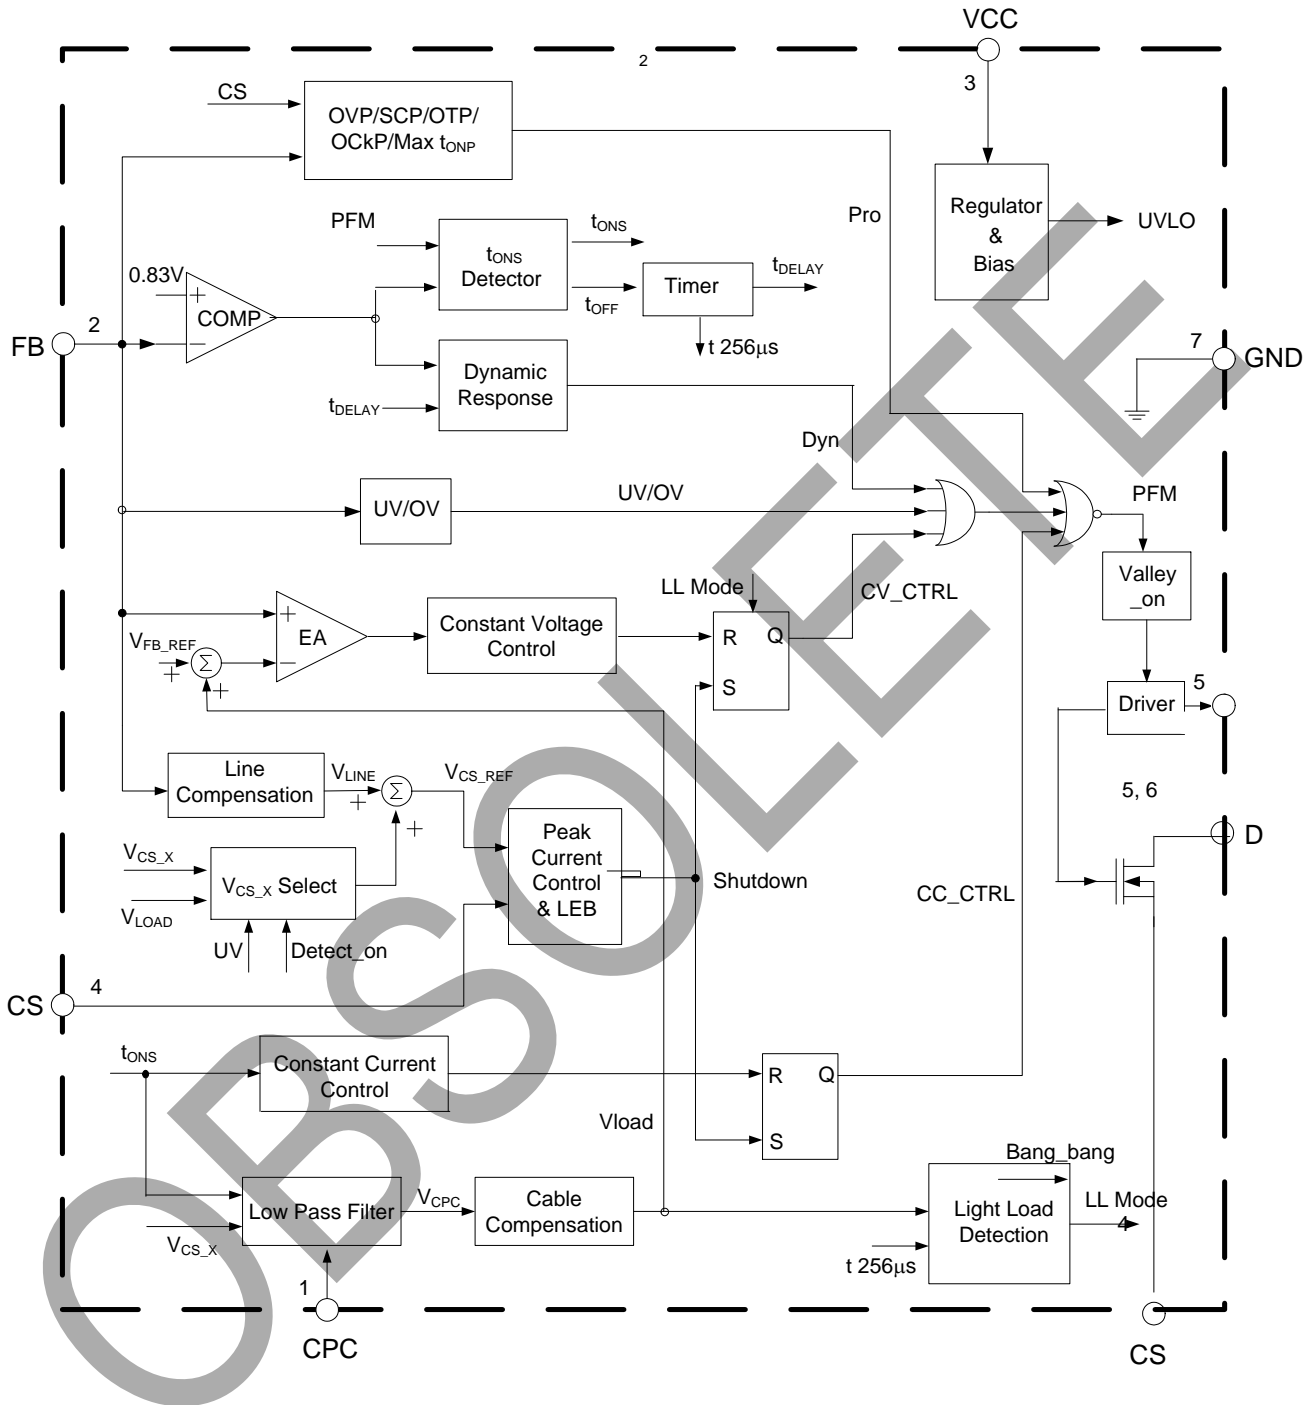 VCC
2
3
CS
OVP/SCP/OTP/
OCkP/Max tONP
Regulator
&
Bias
UVLO
Pro
PFM
tONS
Detector
tONS
tOFF
Timer
tDELAY
t 256μs
0.83V
+
COMP
−
FB
2
7
GND
Dynamic
Response
tDELAY
Dyn
UV/OV
UV/OV
PFM
Valley
_on
LL Mode
CV_CTRL
+
EA
−
Constant Voltage
Control
R
Q
S
VFB_REF
+
Σ
+
Driver
5
Line
Compensation
VLINE
+
Σ
+
VCS_REF
5, 6
D
Peak
Current
Control
& LEB
Shutdown
CC_CTRL
VCS_X
VCS_X Select
VLOAD
UV
Detect_on
CS
4
tONS
Constant Current
Control
R
Q
S
Vload
Bang_bang
Low Pass Filter
VCPC
Cable
Compensation
Light Load
Detection
LL Mode
4
VCS_X
t 256μs
1
CPC
CS
OBSOLETE